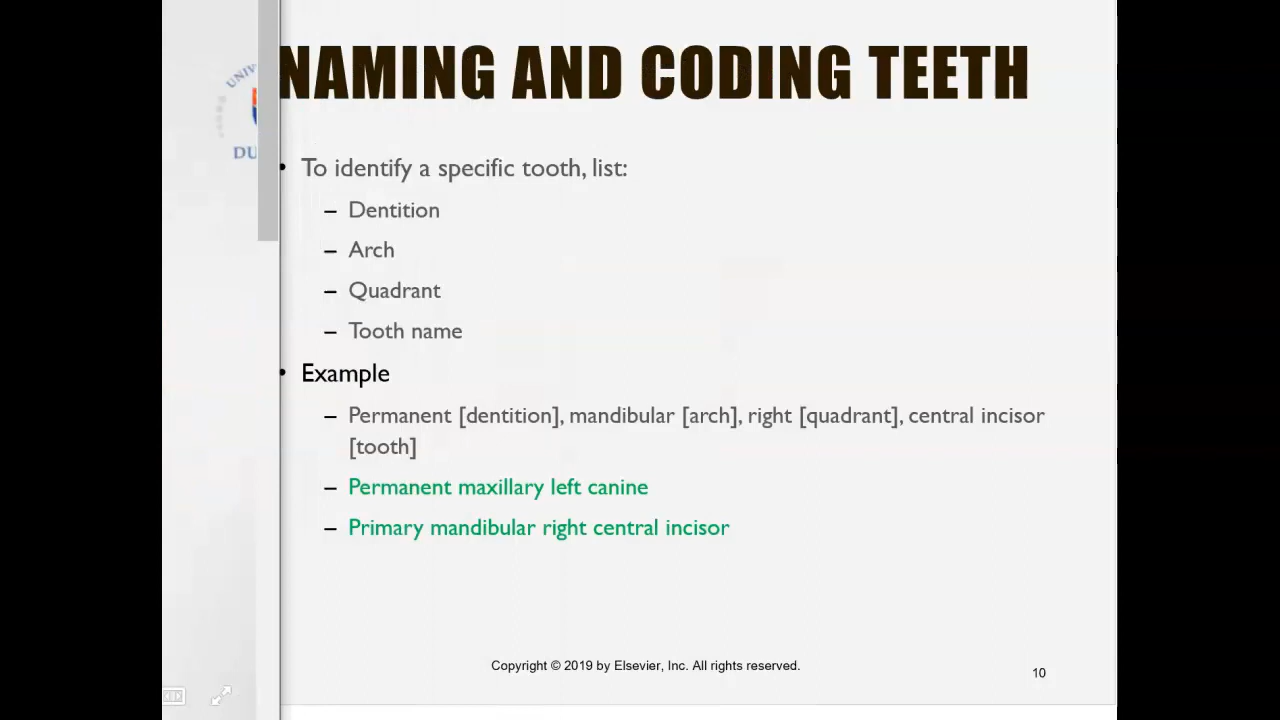 NAMING AND CODING TEETH
• To identify a specific tooth, list:
– Dentition
– Arch
– Quadrant
– Tooth name
• Example
– Permanent [dentition], mandibular [arch], right [quadrant], central incisor
[tooth]
– Permanent maxillary left canine
– Primary mandibular right central incisor
Copyright © 2019 by Elsevier, Inc. All rights reserved.
10